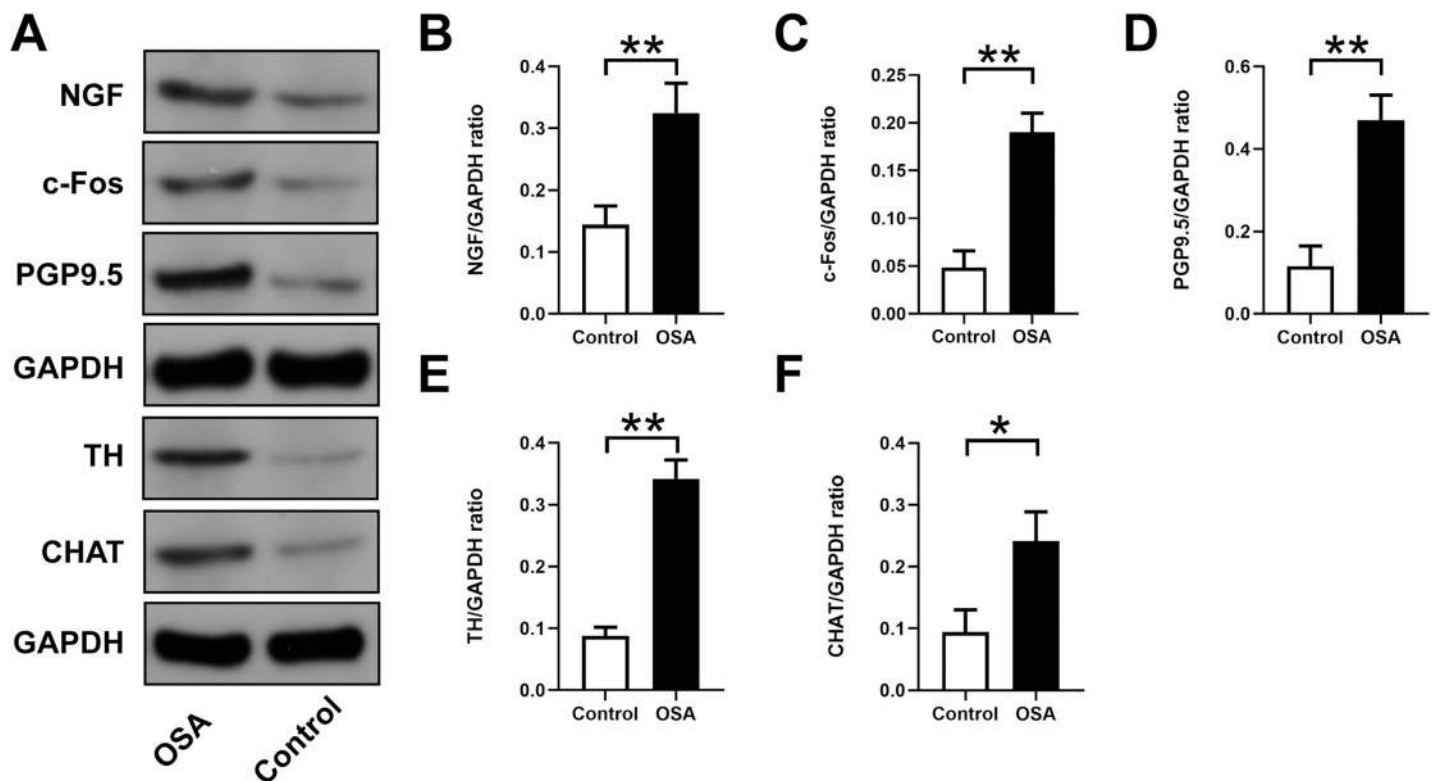 A
NGF
c-Fos
PGP9.5
GAPDH
TH
CHAT
GAPDH
OSA
Control
B
**
NGF/GAPDH ratio
0.4
0.3
0.2
0.1
0.0
Control OSA
C
**
c-Fos/GAPDH ratio
0.25
0.20
0.15
0.10
0.05
0.00
Control OSA
D
**
PGP9.5/GAPDH ratio
0.6
0.4
0.2
0.0
Control OSA
E
**
TH/GAPDH ratio
0.4
0.3
0.2
0.1
0.0
Control OSA
F
*
CHAT/GAPDH ratio
0.4
0.3
0.2
0.1
0.0
Control OSA